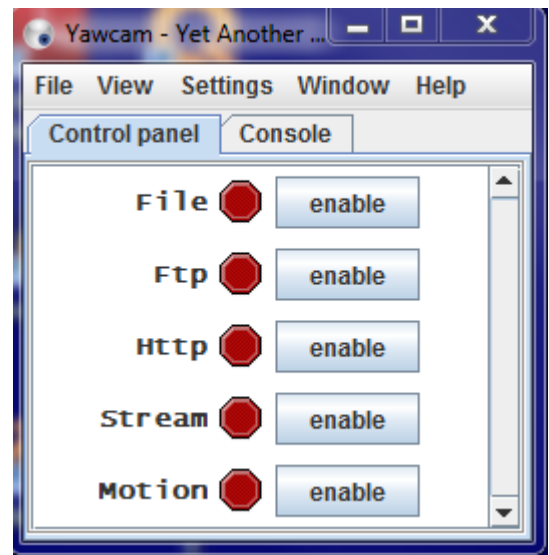 Yawcam - Yet Another ...
File View Settings Window Help
Control panel Console
File enable
Ftp enable
Http enable
Stream enable
Motion enable